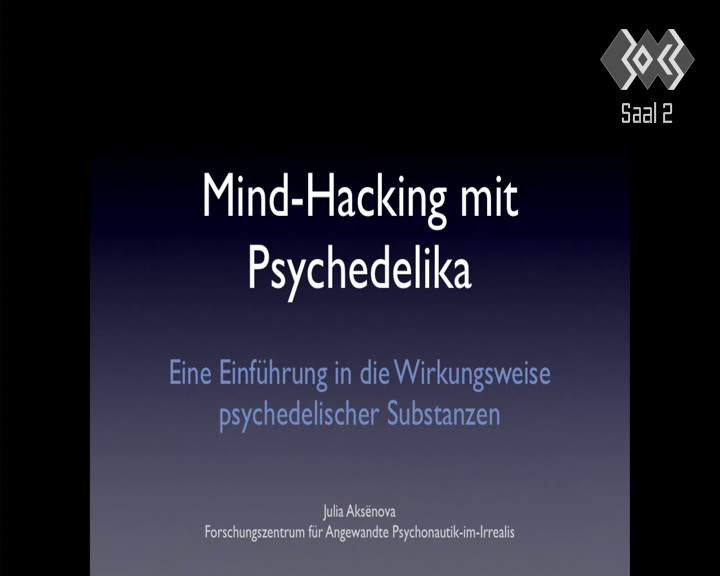 30C3
Saal 2
Mind-Hacking mit
Psychedelika
Eine Einführung in die Wirkungsweise
psychedelischer Substanzen
Julia Aksënova
Forschungszentrum für Angewandte Psychonautik-im-Irrealis